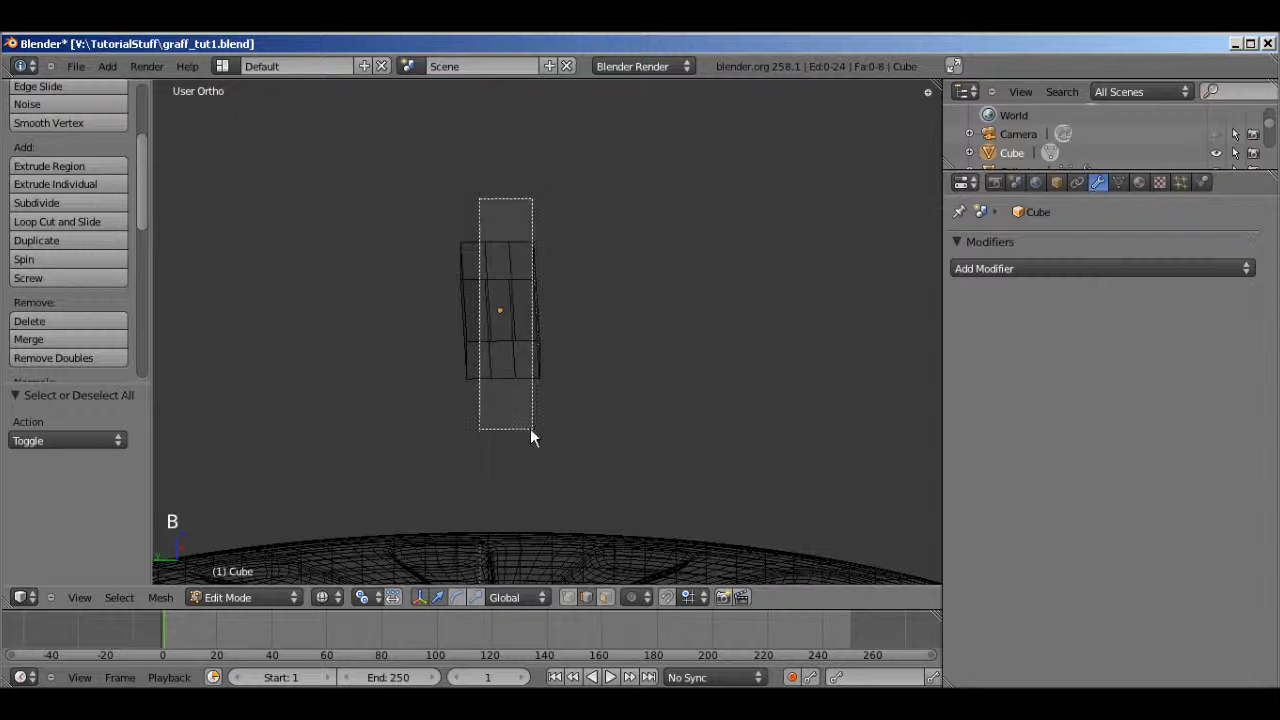 Blender* [V:\TutorialStuff\graff_tut1.blend]
File Add Render Help Default Scene Blender Render blender.org 258.1 | Ed:0-24 | Fa:0-8 | Cube
Edge Slide
Noise
Smooth Vertex
Add:
Extrude Region
Extrude Individual
Subdivide
Loop Cut and Slide
Duplicate
Spin
Screw
Remove:
Delete
Merge
Remove Doubles
Select or Deselect All
Action
Toggle
User Ortho
B
(1) Cube
View Search All Scenes
World
Camera
Cube
Cube
Modifiers
Add Modifier
View Select Mesh Edit Mode Global
-40 -20 0 20 40 60 80 100 120 140 160 180 200 220 240 260
View Frame Playback Start: 1 End: 250 1 No Sync